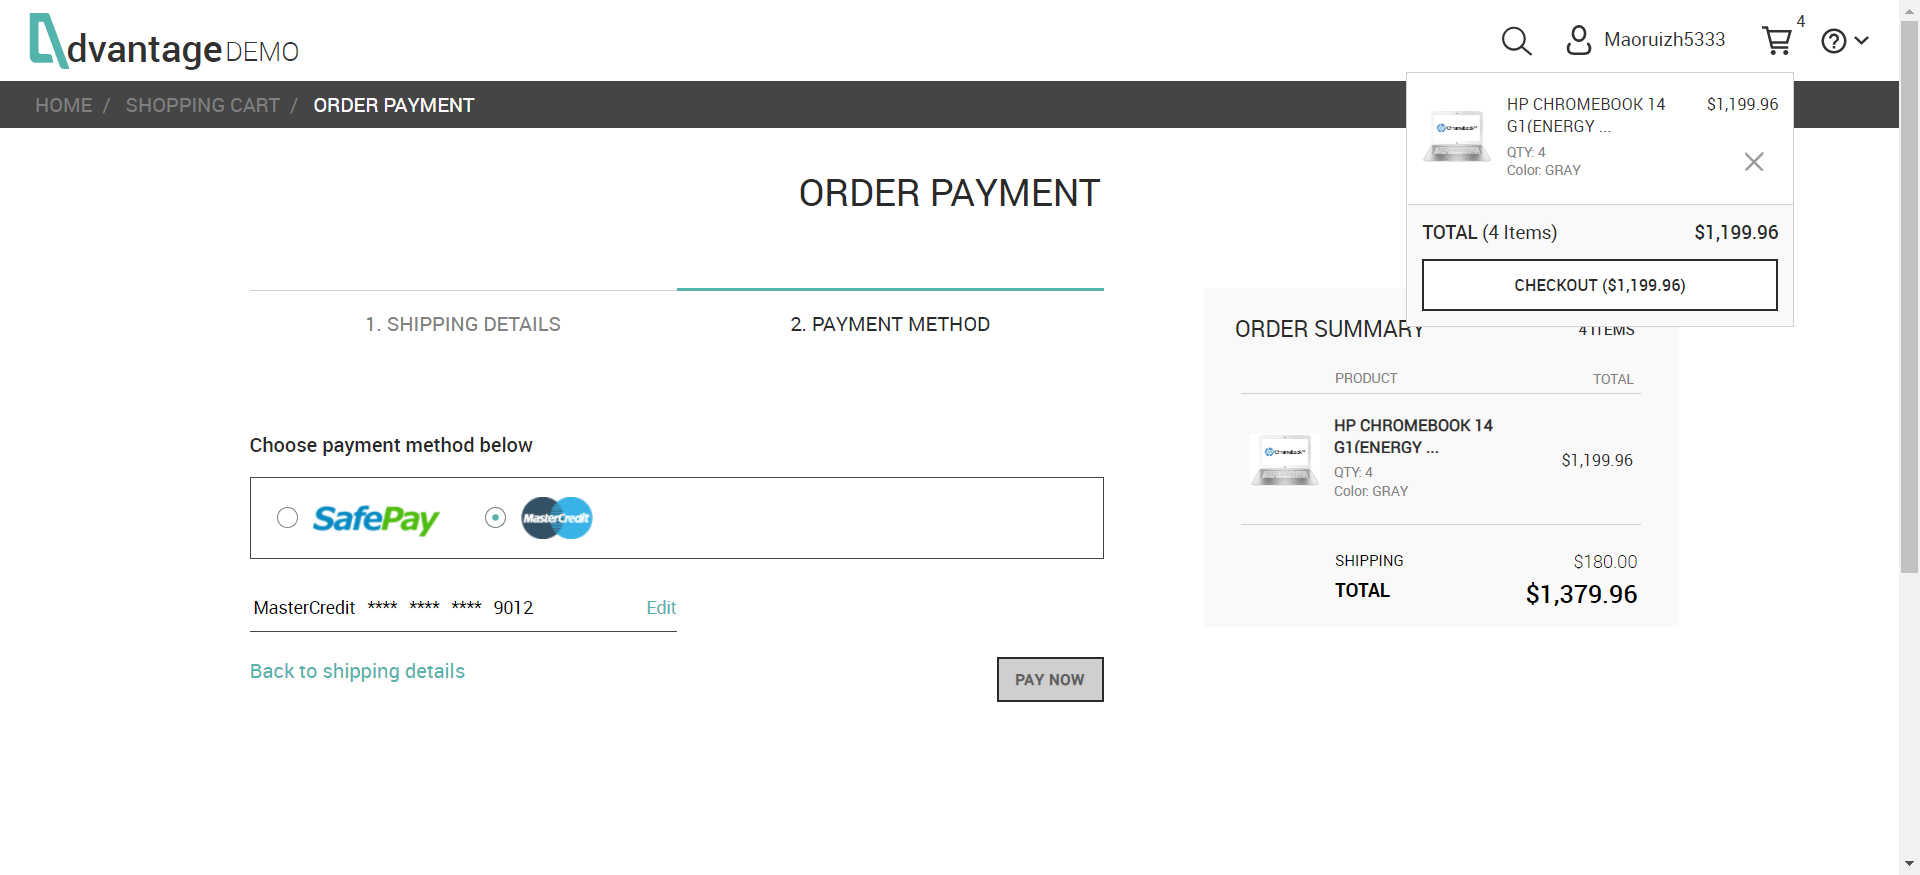 dvantage DEMO
Maoruizh5333
4
HOME / SHOPPING CART / ORDER PAYMENT
HP CHROMEBOOK 14 $1,199.96
G1(ENERGY ...
QTY: 4
Color: GRAY
TOTAL (4 Items) $1,199.96
CHECKOUT ($1,199.96)
ORDER PAYMENT
1. SHIPPING DETAILS
2. PAYMENT METHOD
Choose payment method below
SafePay
MasterCredit
MasterCredit **** **** **** 9012 Edit
Back to shipping details
PAY NOW
ORDER SUMMARY
4 ITEMS
PRODUCT TOTAL
HP CHROMEBOOK 14
G1(ENERGY ...
QTY: 4
Color: GRAY
$1,199.96
SHIPPING $180.00
TOTAL $1,379.96